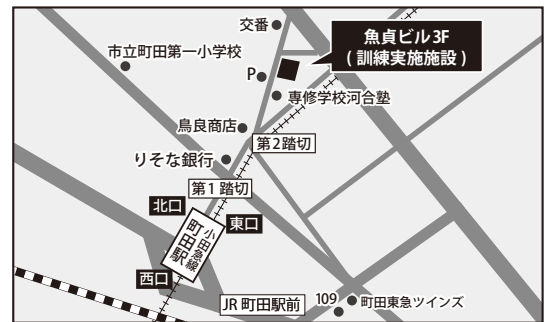 交番
魚貞ビル3F
(訓練実施施設)
市立町田第一小学校
P
専修学校河合塾
鳥良商店
第2踏切
りそな銀行
第1踏切
北口
東口
小田急線
町田駅
西口
JR 町田駅前
109
町田東急ツインズ